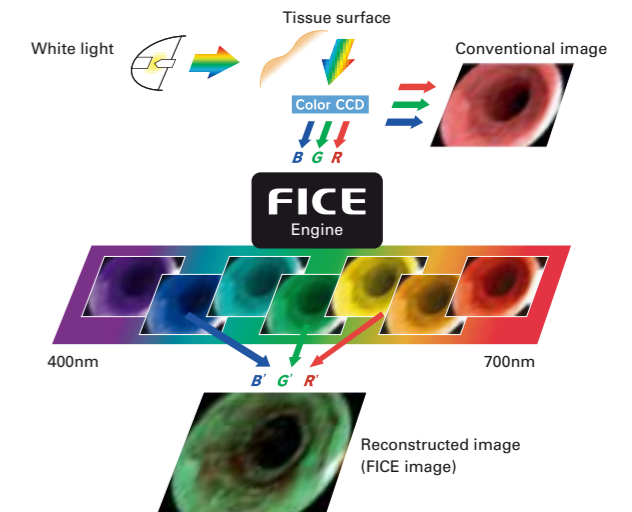 Tissue surface
White light
Conventional image
Color CCD
B G R
FICE
Engine
400nm
700nm
B' G' R'
Reconstructed image
(FICE image)